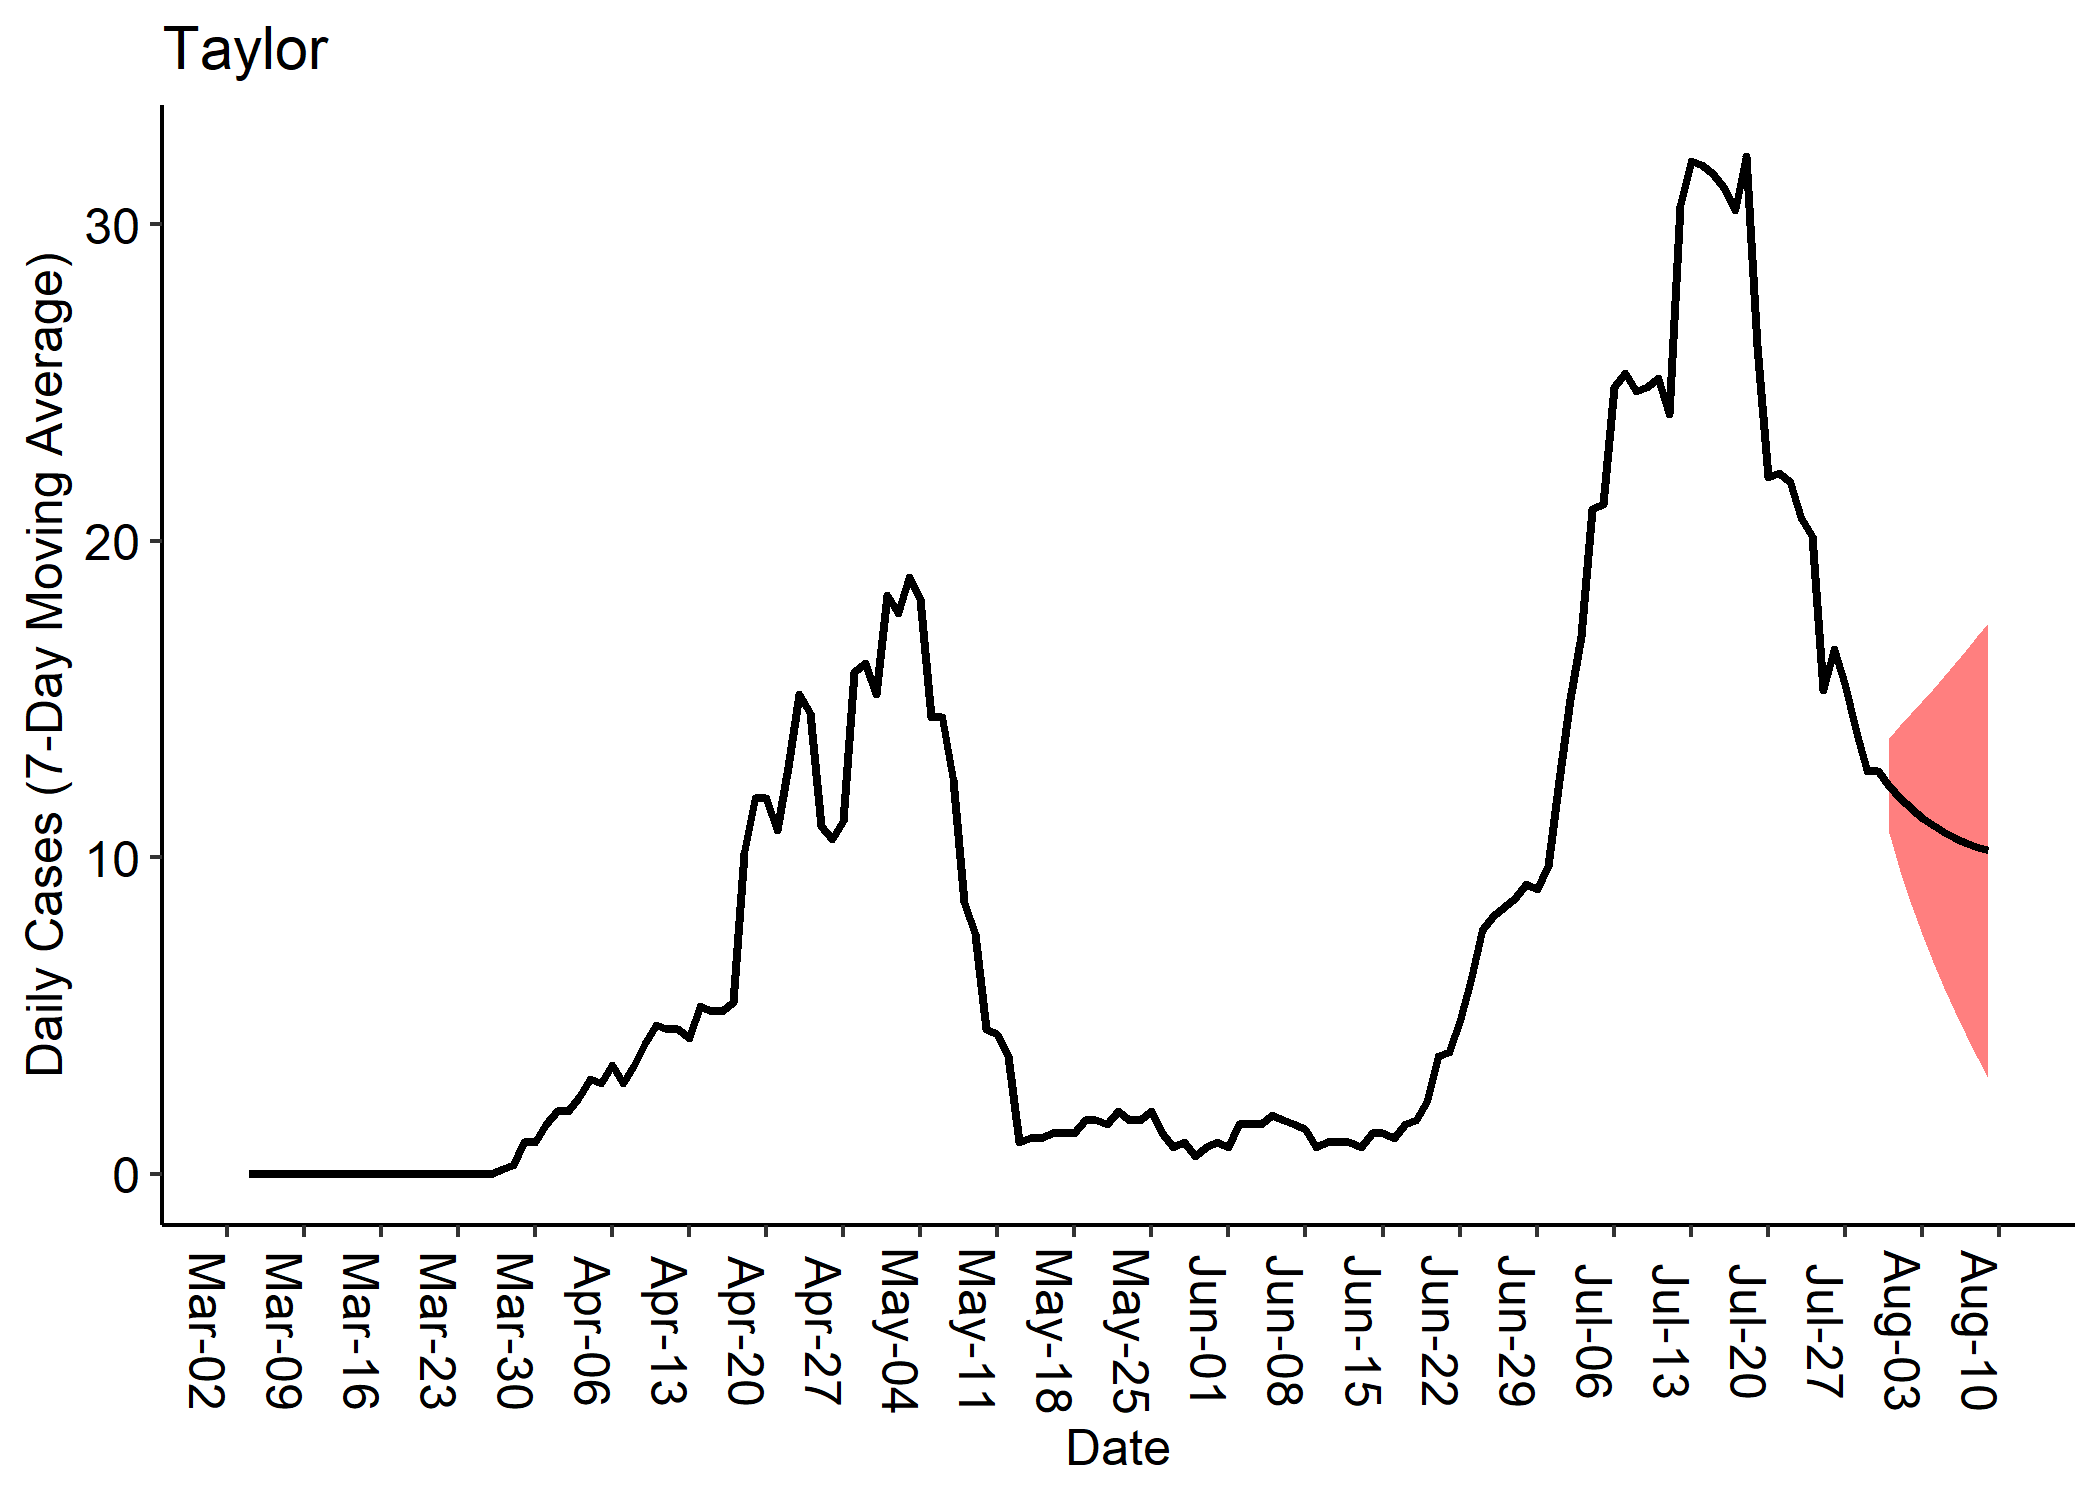 Taylor
Daily Cases (7-Day Moving Average)
30
20
10
0
Mar-02
Mar-09
Mar-16
Mar-23
Mar-30
Apr-06
Apr-13
Apr-20
Apr-27
May-04
May-11
May-18
May-25
Jun-01
Jun-08
Jun-15
Jun-22
Jun-29
Jul-06
Jul-13
Jul-20
Jul-27
Aug-03
Aug-10
Date